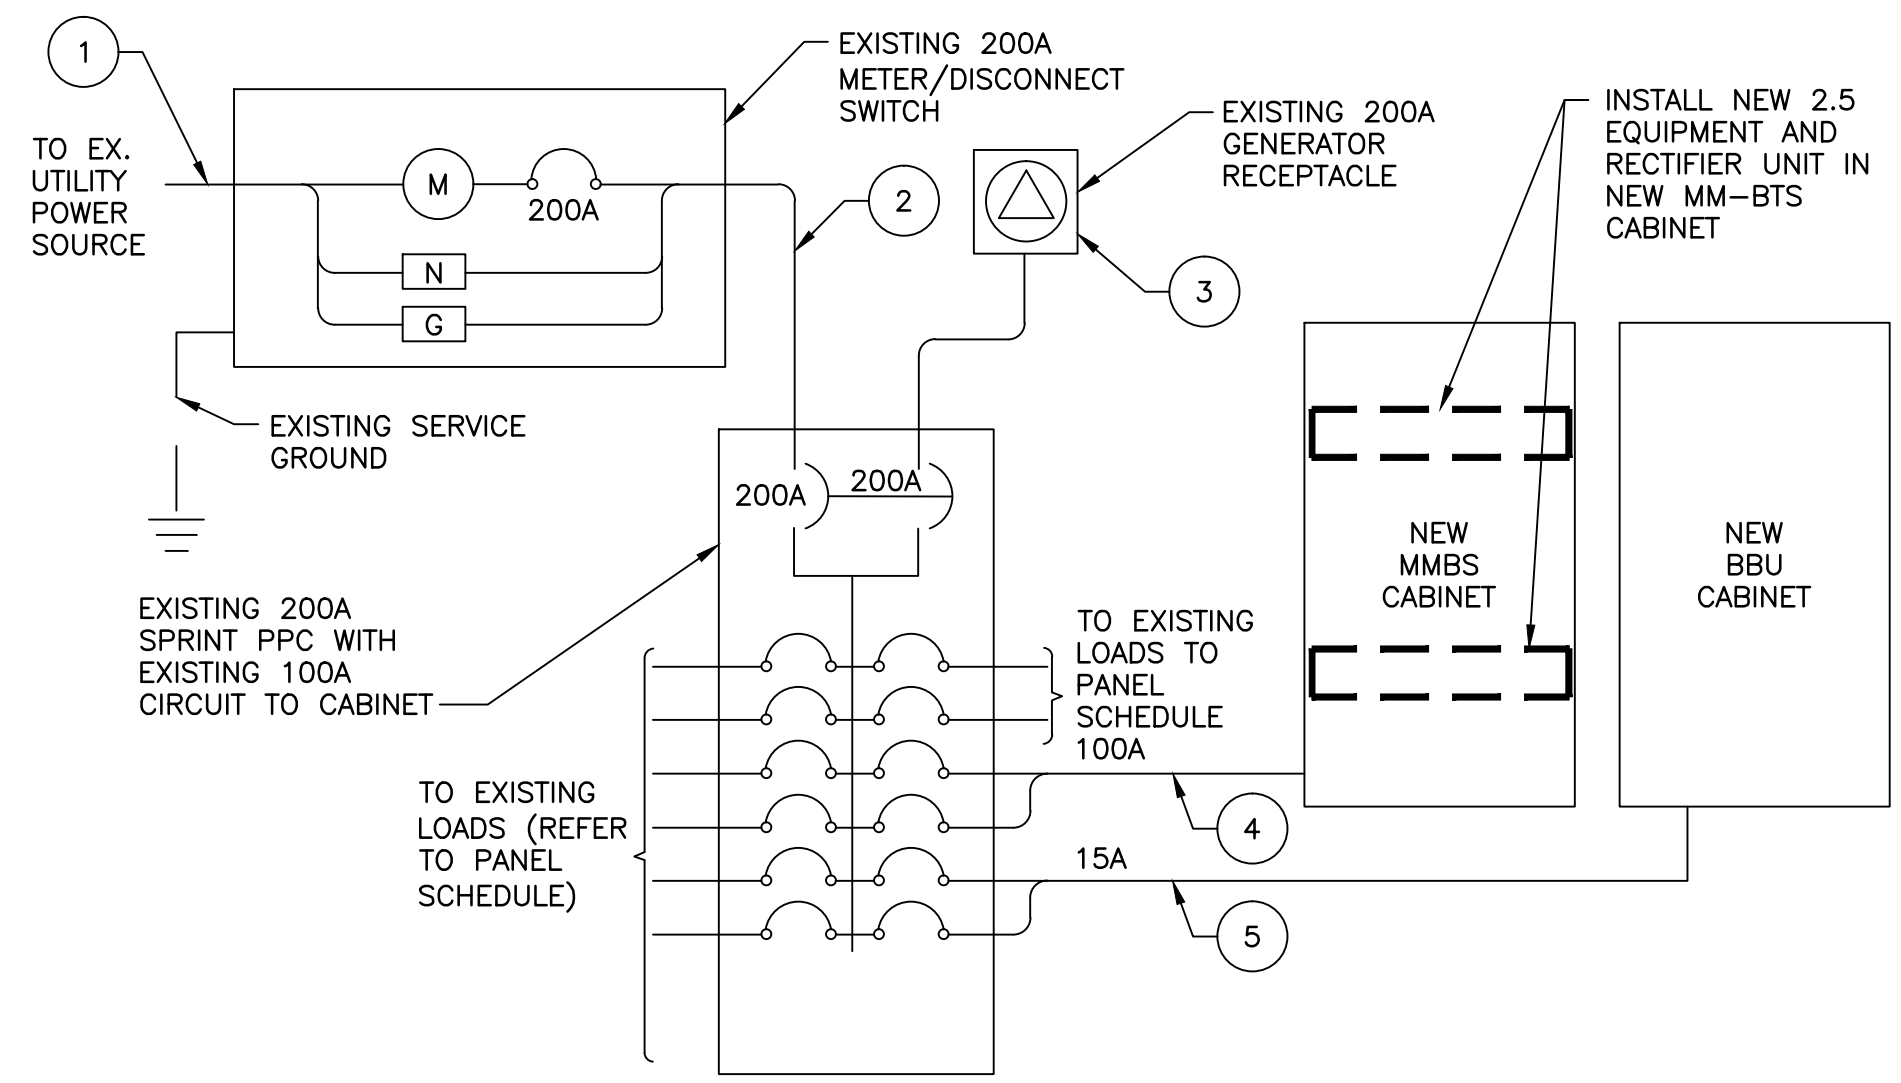 1
EXISTING 200A
METER/DISCONNECT
SWITCH
EXISTING 200A
GENERATOR
RECEPTACLE
INSTALL NEW 2.5
EQUIPMENT AND
RECTIFIER UNIT IN
NEW MM-BTS
CABINET
TO EX.
UTILITY
POWER
SOURCE
M
200A
N
G
2
3
EXISTING SERVICE
GROUND
200A
200A
NEW
MMBS
CABINET
NEW
BBU
CABINET
EXISTING 200A
SPRINT PPC WITH
EXISTING 100A
CIRCUIT TO CABINET
TO EXISTING
LOADS TO
PANEL
SCHEDULE
100A
TO EXISTING
LOADS (REFER
TO PANEL
SCHEDULE)
4
15A
5